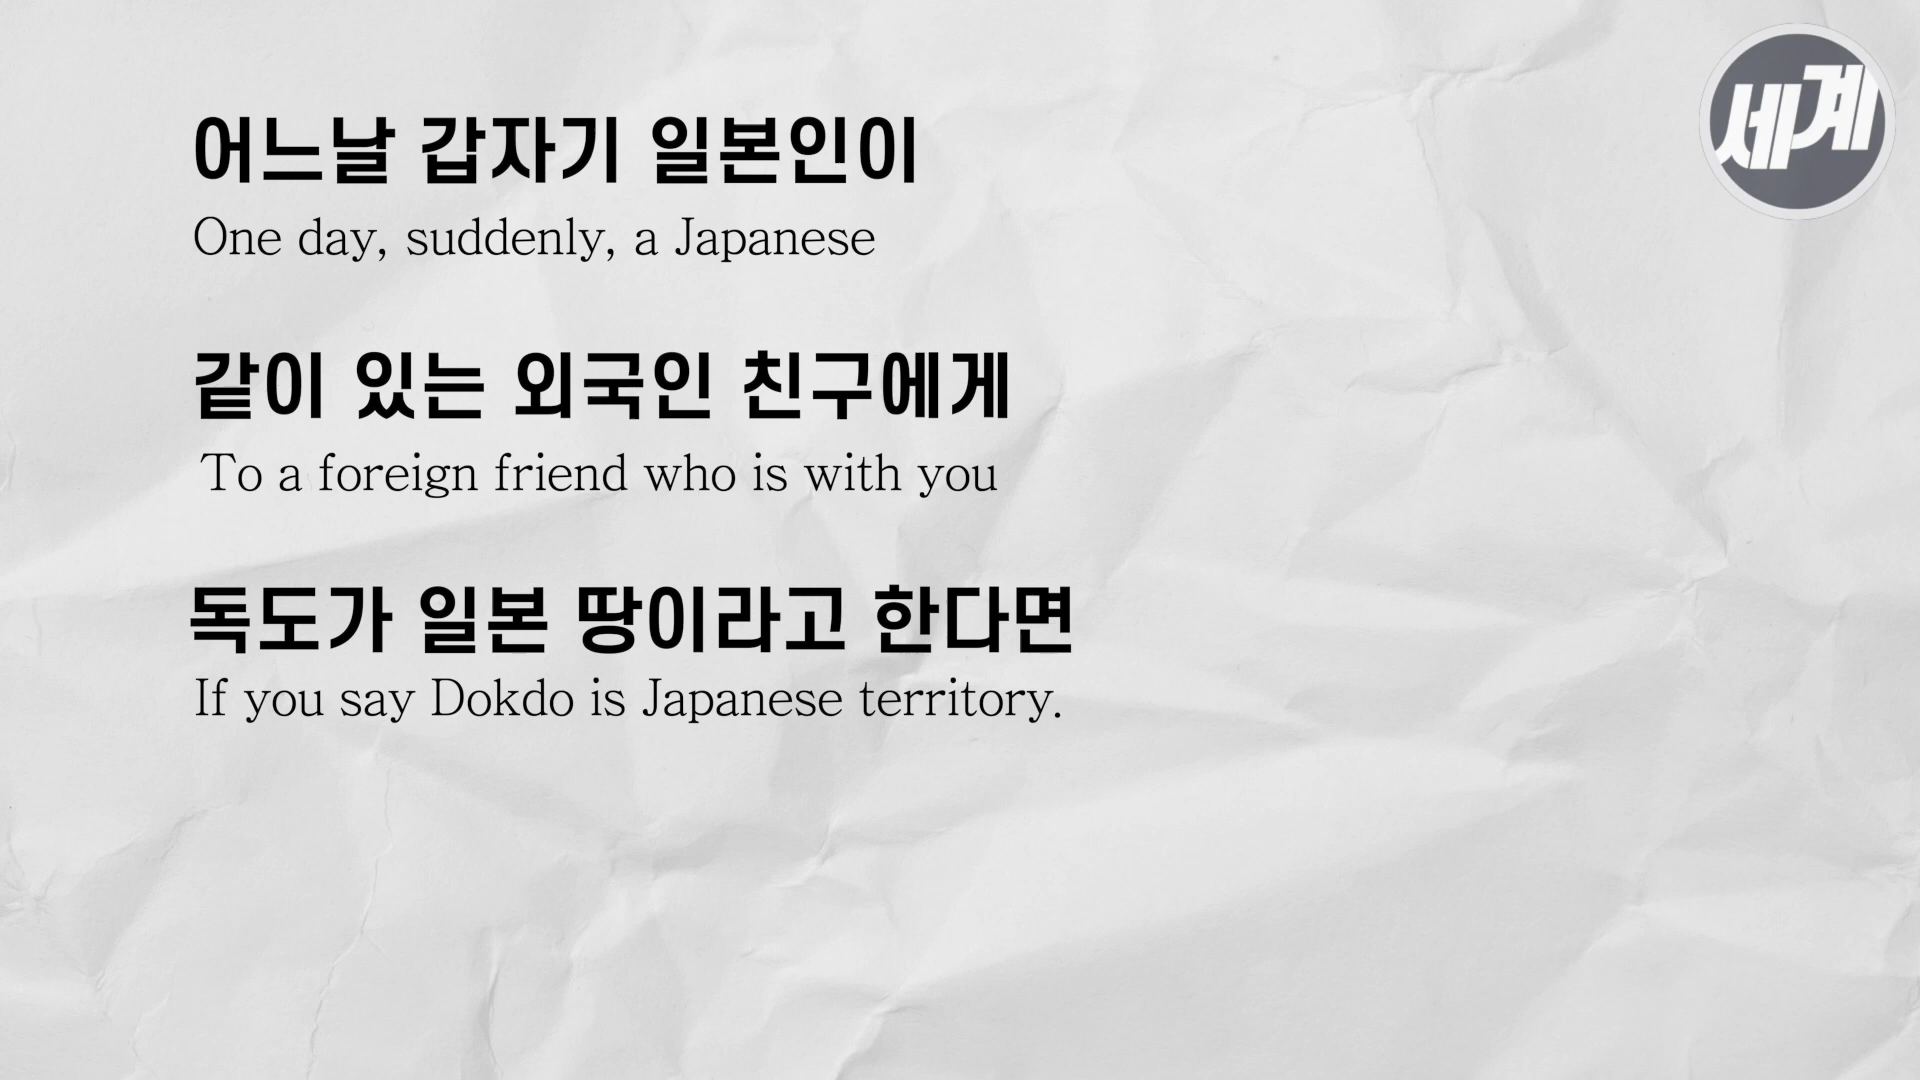 세계
어느날 갑자기 일본인이
One day, suddenly, a Japanese
같이 있는 외국인 친구에게
To a foreign friend who is with you
독도가 일본 땅이라고 한다면
If you say Dokdo is Japanese territory.